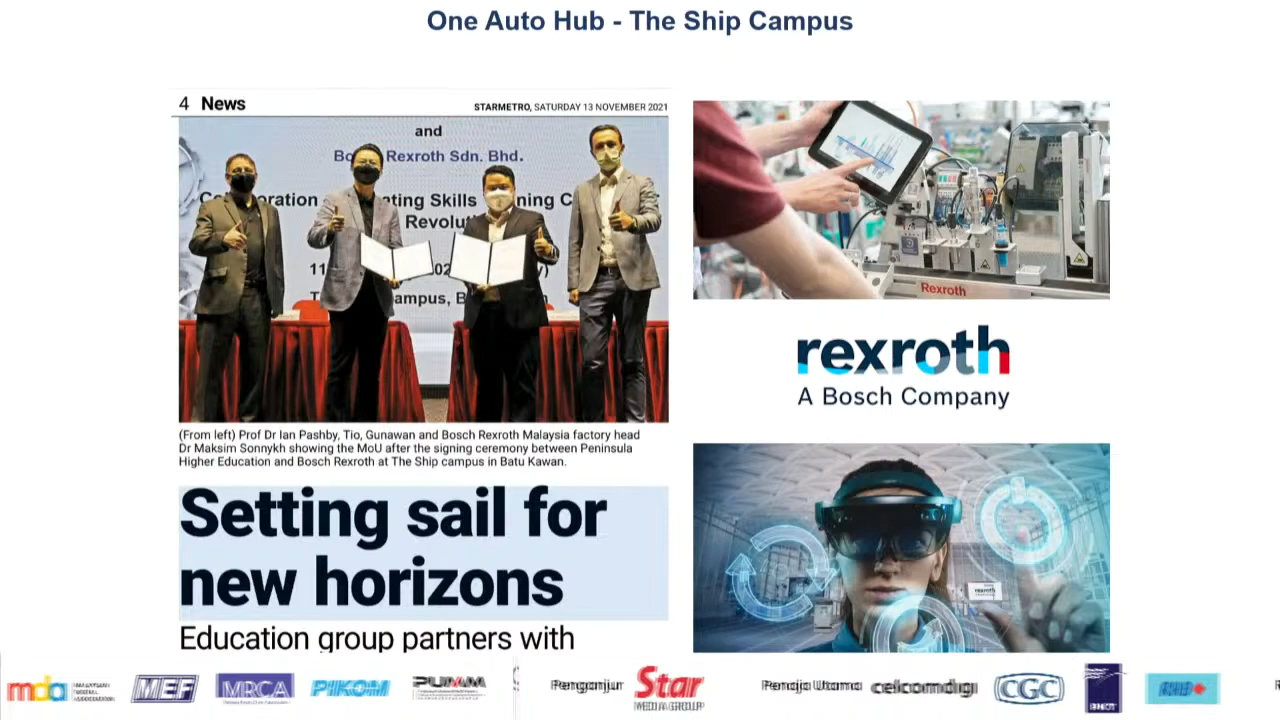 One Auto Hub - The Ship Campus
4 News
STARMETRO, SATURDAY 13 NOVEMBER 2021
and
Rexroth Sdn. Bhd.
Rexroth
rexroth
A Bosch Company
(From left) Prof Dr Ian Pashby, Tio, Gunawan and Bosch Rexroth Malaysia factory head
Dr Maksim Sonnykh showing the MoU after the signing ceremony between Peninsula
Higher Education and Bosch Rexroth at The Ship campus in Batu Kawan.
rexroth
Setting sail for
new horizons
Education group partners with
mda
MEF
MRCA
PIKOM
Penganjur
Star
MEDIA GROUP
Penaja Utama
celcomdigi
CGC